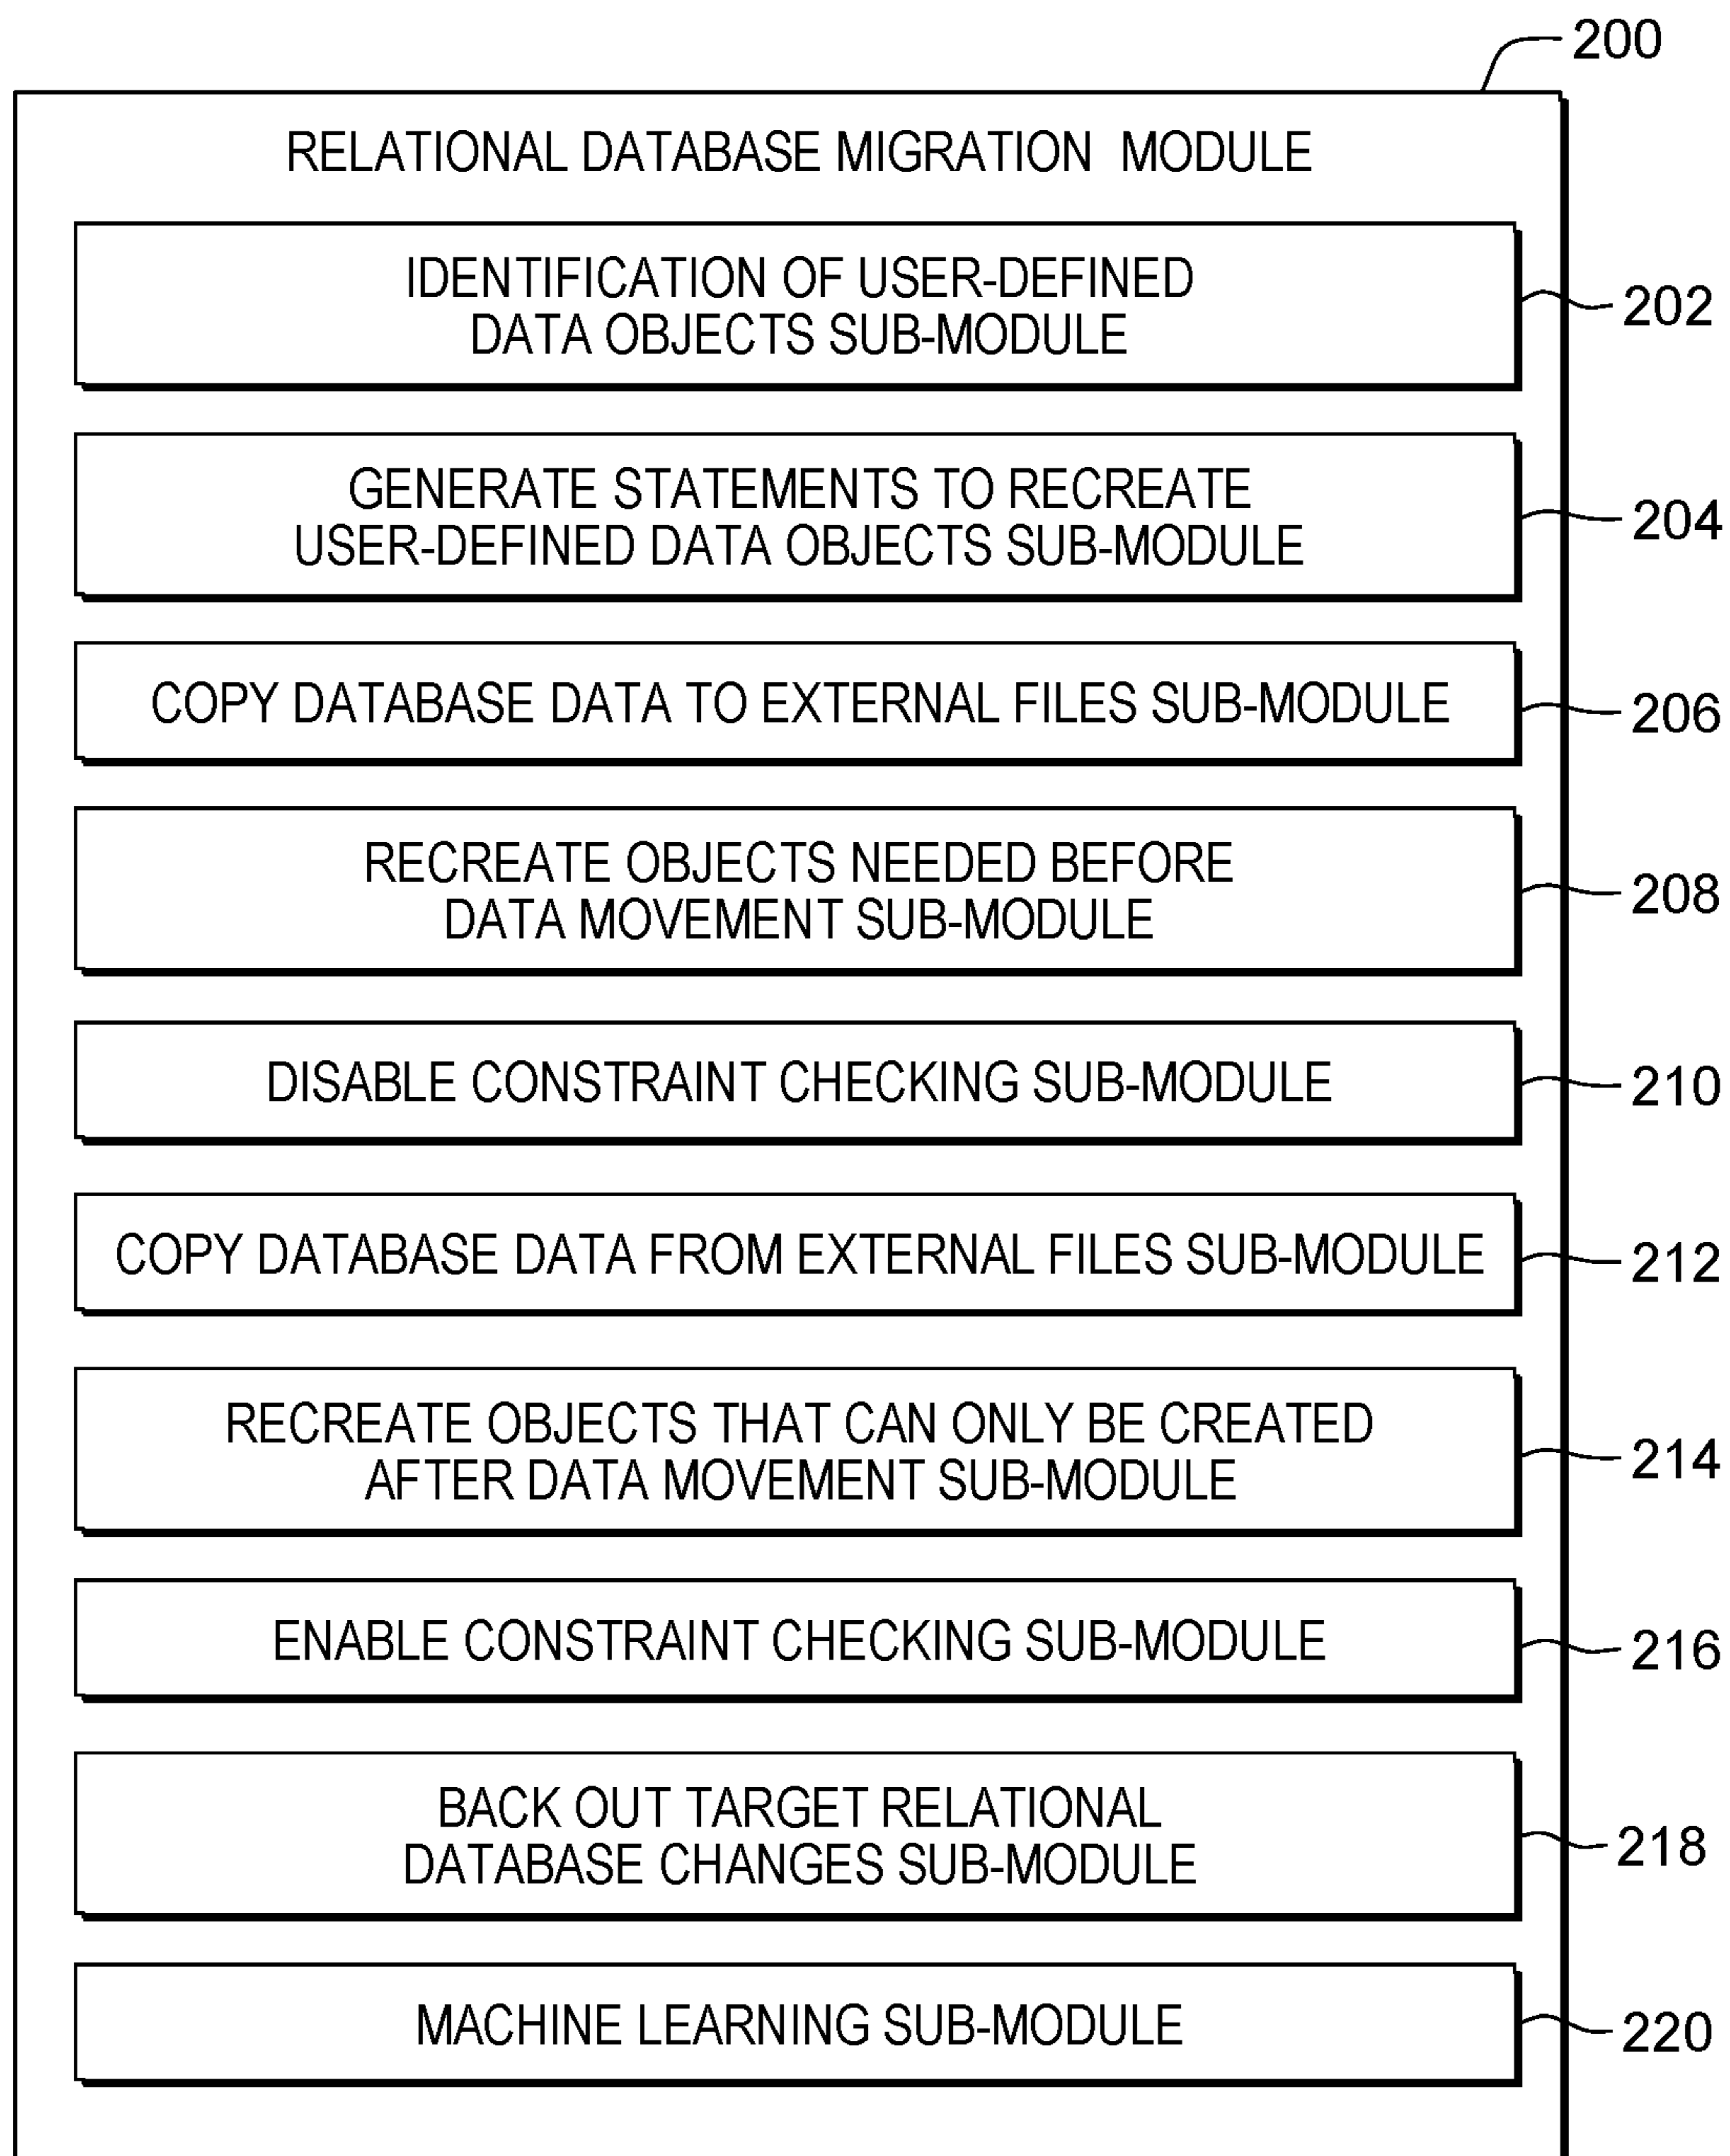 200
RELATIONAL DATABASE MIGRATION MODULE
IDENTIFICATION OF USER-DEFINED
DATA OBJECTS SUB-MODULE
202
GENERATE STATEMENTS TO RECREATE
USER-DEFINED DATA OBJECTS SUB-MODULE
204
COPY DATABASE DATA TO EXTERNAL FILES SUB-MODULE
206
RECREATE OBJECTS NEEDED BEFORE
DATA MOVEMENT SUB-MODULE
208
DISABLE CONSTRAINT CHECKING SUB-MODULE
210
COPY DATABASE DATA FROM EXTERNAL FILES SUB-MODULE
212
RECREATE OBJECTS THAT CAN ONLY BE CREATED
AFTER DATA MOVEMENT SUB-MODULE
214
ENABLE CONSTRAINT CHECKING SUB-MODULE
216
BACK OUT TARGET RELATIONAL
DATABASE CHANGES SUB-MODULE
218
MACHINE LEARNING SUB-MODULE
220